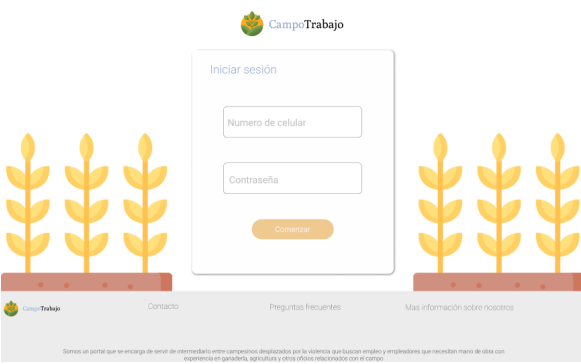 CampoTrabajo
Iniciar sesión
Numero de celular
Contraseña
Comenzar
CampoTrabajo
Contacto
Preguntas frecuentes
Mas información sobre nosotros
Somos un portal que se encarga de servir de intermediario entre campesinos desplazados por la violencia que buscan empleo y empleadores que necesitan mano de obra con
experiencia en ganadería, agricultura y otros oficios relacionados con el campo